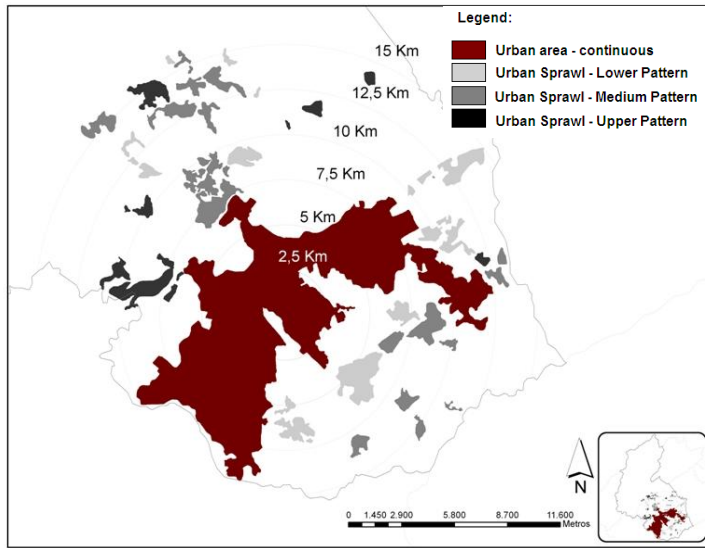 Legend:
Urban area - continuous
Urban Sprawl - Lower Pattern
Urban Sprawl - Medium Pattern
Urban Sprawl - Upper Pattern
15 Km
12,5 Km
10 Km
7,5 Km
5 Km
2,5 Km
N
0 1.450 2.900 5.800 8.700 11.600
Metros